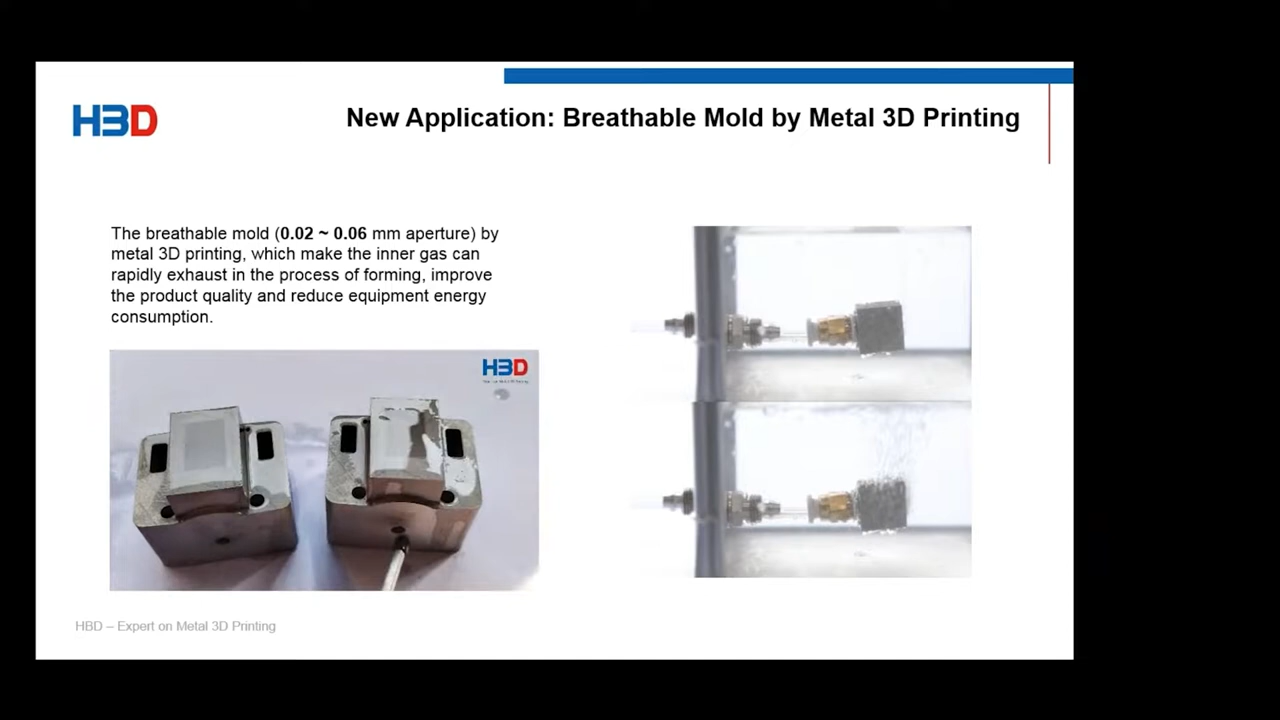 HBD
New Application: Breathable Mold by Metal 3D Printing
The breathable mold (0.02 ~ 0.06 mm aperture) by
metal 3D printing, which make the inner gas can
rapidly exhaust in the process of forming, improve
the product quality and reduce equipment energy
consumption.
HBD
HBD – Expert on Metal 3D Printing